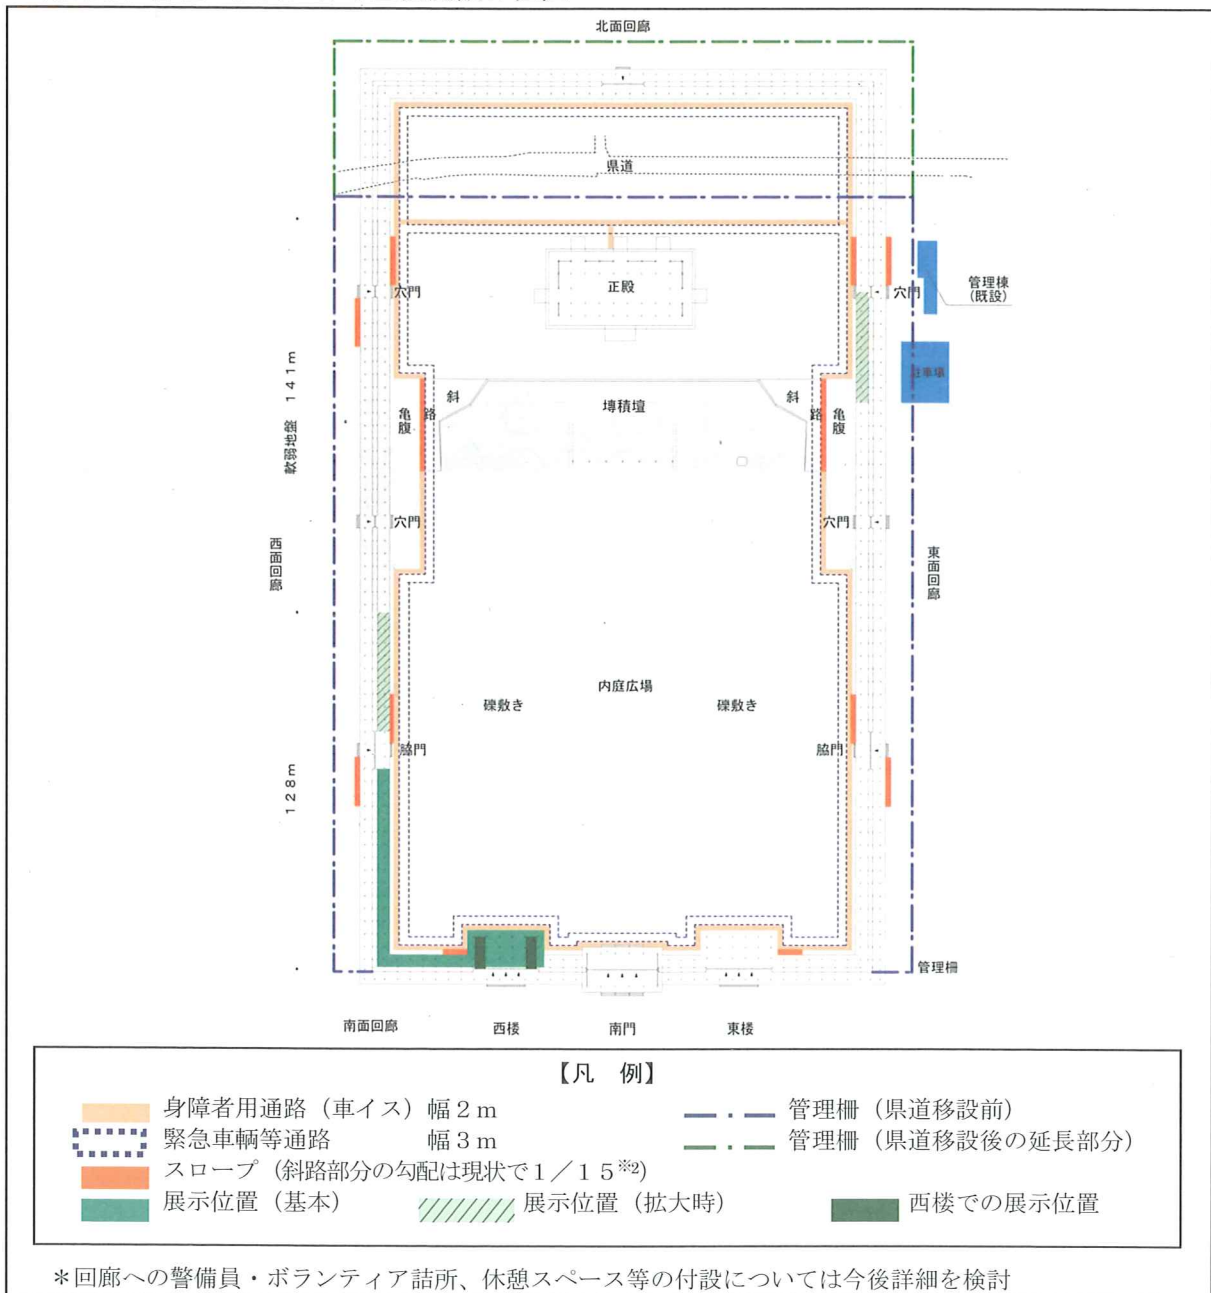 北面回廊
県道
正殿
穴門
穴門
管理棟
(既設)
駐車場
斜路
斜路
亀腹
亀腹
塼積壇
軟弱地盤 141m
穴門
穴門
西面回廊
東面回廊
内庭広場
礫敷き
礫敷き
脇門
脇門
128m
管理柵
南面回廊
西楼
南門
東楼
【凡 例】
身障者用通路(車イス)幅2m
管理柵(県道移設前)
緊急車輌等通路 幅3m
管理柵(県道移設後の延長部分)
スロープ(斜路部分の勾配は現状で1/15※2)
展示位置(基本)
展示位置(拡大時)
西楼での展示位置
*回廊への警備員・ボランティア詰所、休憩スペース等の付設については今後詳細を検討